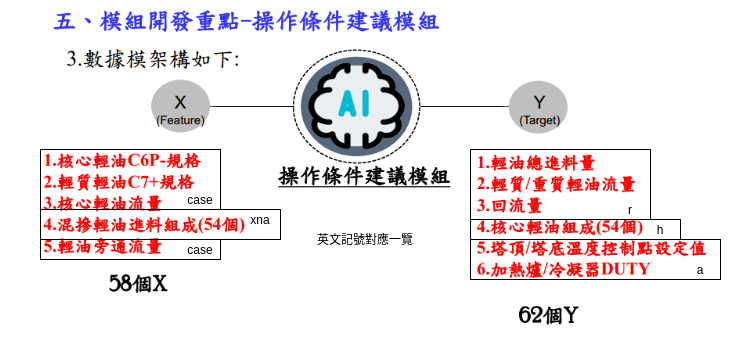 五、模組開發重點-操作條件建議模組
3.數據模架構如下:
X
(Feature)
AI
Y
(Target)
操作條件建議模組
英文記號對應一覽
1.核心輕油C6P-規格
2.輕質輕油C7+規格
3.核心輕油流量 case
4.混摻輕油進料組成(54個) xna
5.輕油旁通流量 case
58個X
1.輕油總進料量
2.輕質/重質輕油流量
3.回流量 r
4.核心輕油組成(54個) h
5.塔頂/塔底溫度控制點設定值
6.加熱爐/冷凝器DUTY a
62個Y